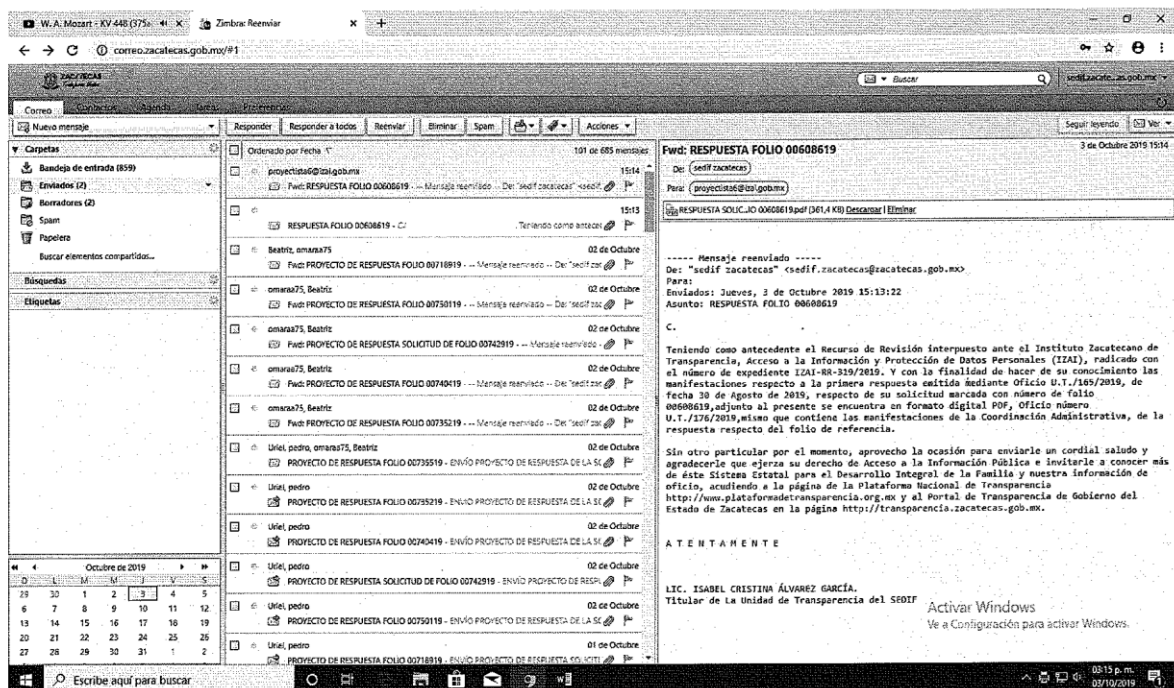 W. A. Mozart - KV 448 (375a
Zimbra: Reenviar
correo.zacatecas.gob.mx/#1
ZACATECAS
Buscar
sedif.zacate...as.gob.mx
Correo Contactos Agenda Tareas Preferencias
Nuevo mensaje
Responder Responder a todos Reenviar Eliminar Spam Acciones
Seguir leyendo Ver
Carpetas
Bandeja de entrada (859)
Enviados (2)
Borradores (2)
Spam
Papelera
Buscar elementos compartidos...
Búsquedas
Etiquetas
Ordenado por Fecha 101 de 685 mensajes
proyectista6@izai.gob.mx 15:14
Fwd: RESPUESTA FOLIO 00608619 - -- Mensaje reenviado -- De: "sedif zacatecas" <sedif.
15:13
RESPUESTA FOLIO 00608619 - C. . Teniendo como anteced
Beatriz, omaraa75 02 de Octubre
Fwd: PROYECTO DE RESPUESTA FOLIO 00718919 - -- Mensaje reenviado -- De: "sedif zac
omaraa75, Beatriz 02 de Octubre
Fwd: PROYECTO DE RESPUESTA FOLIO 00750119 - -- Mensaje reenviado -- De: "sedif zac
omaraa75, Beatriz 02 de Octubre
Fwd: PROYECTO DE RESPUESTA SOLICITUD DE FOLIO 00742919 - -- Mensaje reenviado -
omaraa75, Beatriz 02 de Octubre
Fwd: PROYECTO DE RESPUESTA FOLIO 00740419 - -- Mensaje reenviado -- De: "sedif zac
omaraa75, Beatriz 02 de Octubre
Fwd: PROYECTO DE RESPUESTA FOLIO 00735219 - -- Mensaje reenviado -- De: "sedif zac
Uriel, pedro, omaraa75, Beatriz 02 de Octubre
PROYECTO DE RESPUESTA FOLIO 00735519 - ENVÍO PROYECTO DE RESPUESTA DE LA SC
Uriel, pedro 02 de Octubre
PROYECTO DE RESPUESTA FOLIO 00735219 - ENVÍO PROYECTO DE RESPUESTA DE LA SC
Uriel, pedro 02 de Octubre
PROYECTO DE RESPUESTA FOLIO 00740419 - ENVÍO PROYECTO DE RESPUESTA DE LA SC
Uriel, pedro 02 de Octubre
PROYECTO DE RESPUESTA SOLICITUD DE FOLIO 00742919 - ENVÍO PROYECTO DE RESPU
Uriel, pedro 02 de Octubre
PROYECTO DE RESPUESTA FOLIO 00750119 - ENVÍO PROYECTO DE RESPUESTA DE LA SC
Uriel, pedro 01 de Octubre
PROYECTO DE RESPUESTA FOLIO 00718919 - ENVÍO PROYECTO DE RESPUESTA SOLICITU
Fwd: RESPUESTA FOLIO 00608619 3 de Octubre 2019 15:14
De: sedif zacatecas
Para: proyectista6@izai.gob.mx
RESPUESTA SOLIC...IO 00608619.pdf (361,4 KB) Descargar | Eliminar
----- Mensaje reenviado -----
De: "sedif zacatecas" <sedif.zacatecas@zacatecas.gob.mx>
Para:
Enviados: Jueves, 3 de Octubre 2019 15:13:22
Asunto: RESPUESTA FOLIO 00608619
C. .
Teniendo como antecedente el Recurso de Revisión interpuesto ante el Instituto Zacatecano de
Transparencia, Acceso a la Información y Protección de Datos Personales (IZAI), radicado con
el número de expediente IZAI-RR-319/2019. Y con la finalidad de hacer de su conocimiento las
manifestaciones respecto a la primera respuesta emitida mediante Oficio U.T./165/2019, de
fecha 30 de Agosto de 2019, respecto de su solicitud marcada con número de folio
00608619,adjunto al presente se encuentra en formato digital PDF, Oficio número
U.T./176/2019,mismo que contiene las manifestaciones de la Coordinación Administrativa, de la
respuesta respecto del folio de referencia.
Sin otro particular por el momento, aprovecho la ocasión para enviarle un cordial saludo y
agradecerle que ejerza su derecho de Acceso a la Información Pública e invitarle a conocer más
de éste Sistema Estatal para el Desarrollo Integral de la Familia y nuestra información de
oficio, acudiendo a la página de la Plataforma Nacional de Transparencia
http://www.plataformadetransparencia.org.mx y al Portal de Transparencia de Gobierno del
Estado de Zacatecas en la página http://transparencia.zacatecas.gob.mx.
A T E N T A M E N T E
LIC. ISABEL CRISTINA ÁLVAREZ GARCÍA.
Titular de La Unidad de Transparencia del SEDIF
Activar Windows
Ve a Configuración para activar Windows.
Octubre de 2019
D L M M J V S
29 30 1 2 3 4 5
6 7 8 9 10 11 12
13 14 15 16 17 18 19
20 21 22 23 24 25 26
27 28 29 30 31 1 2
Escribe aquí para buscar
03:15 p. m.
03/10/2019